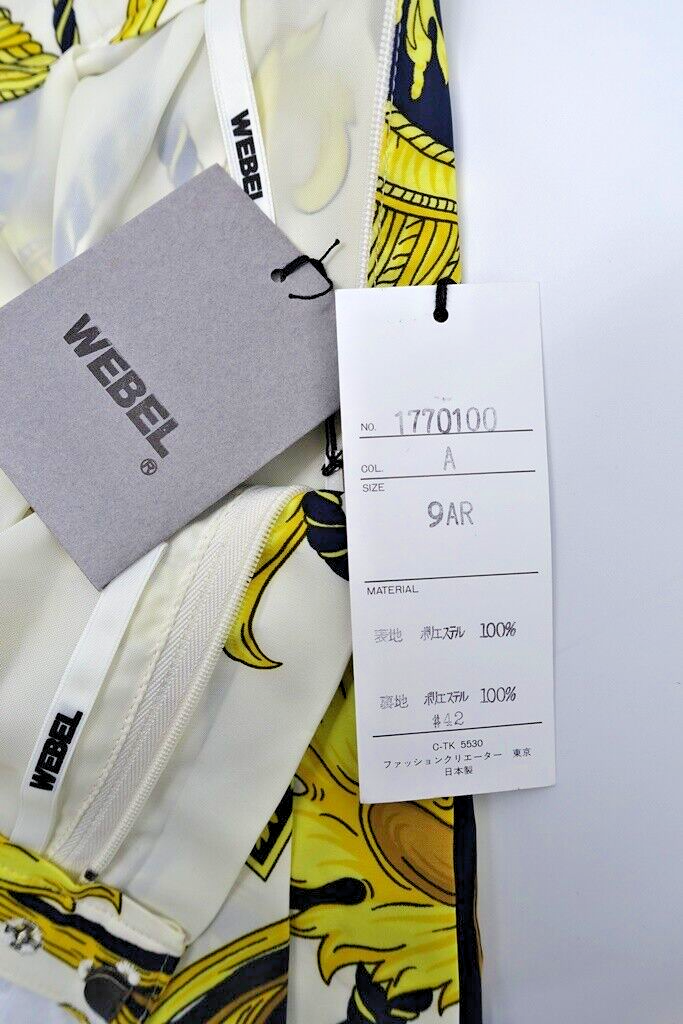 WEBEL
WEBEL®
NO. 1770100
COL. A
SIZE
9AR
MATERIAL
表地 ポリエステル 100%
裏地 ポリエステル 100%
#42
C-TK 5530
ファッションクリエーター 東京
日本製
WEBEL